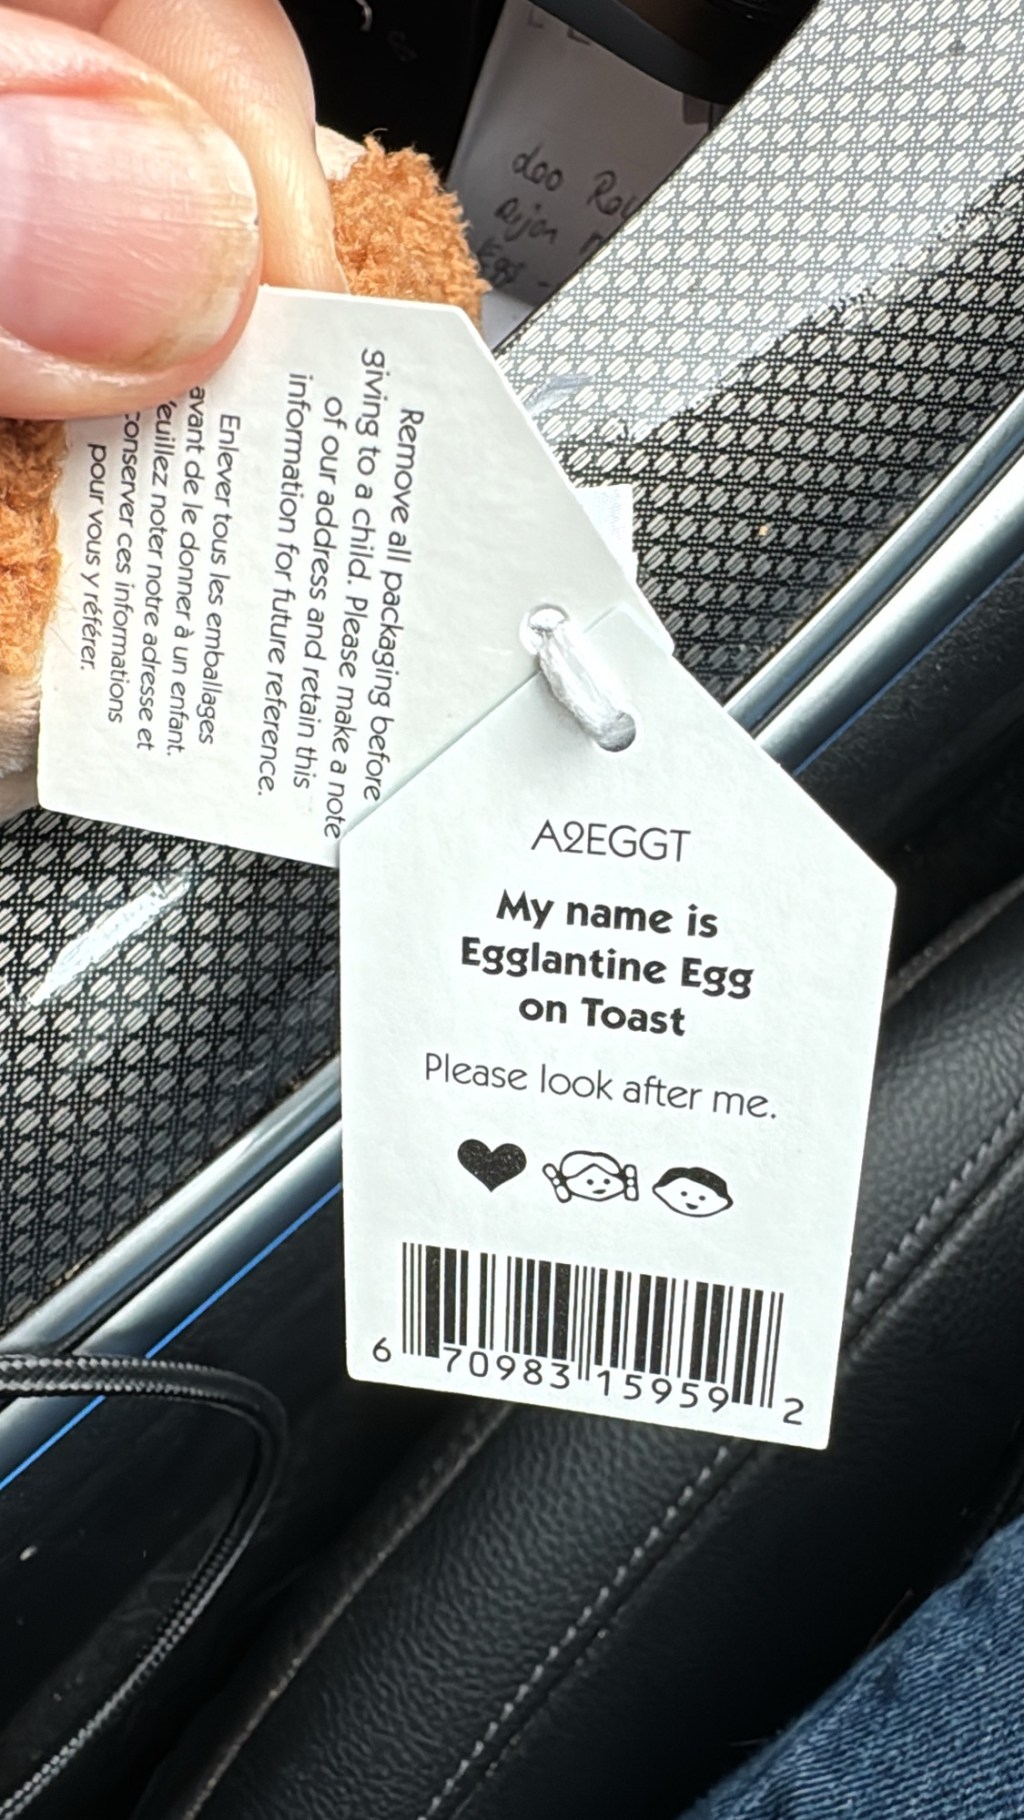 Remove all packaging before
giving to a child. Please make a note
of our address and retain this
information for future reference.
Enlever tous les emballages
avant de le donner à un enfant.
euillez noter notre adresse et
conserver ces informations
pour vous y référer.
A2EGGT
My name is
Egglantine Egg
on Toast
Please look after me.
6 70983 15959 2
doo